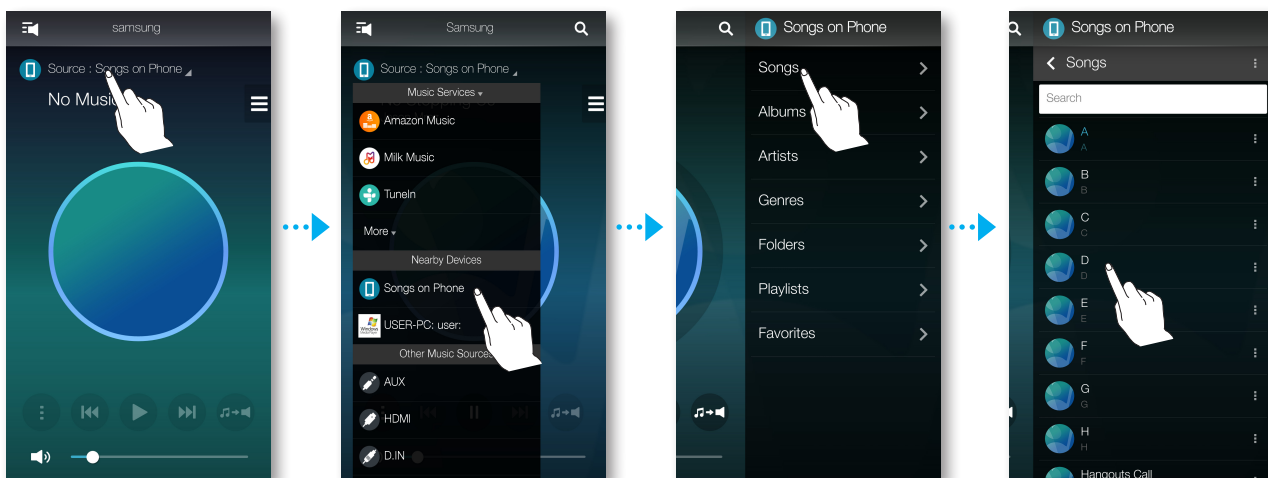 samsung
Source : Songs on Phone
No Music
Samsung
Source : Songs on Phone
Music Services
Amazon Music
Milk Music
TuneIn
More
Nearby Devices
Songs on Phone
USER-PC: user:
Other Music Sources
AUX
HDMI
D.IN
Songs on Phone
Songs
Albums
Artists
Genres
Folders
Playlists
Favorites
Songs on Phone
Songs
Search
A
A
B
B
C
C
D
D
E
E
F
F
G
G
H
H
Hangouts Call